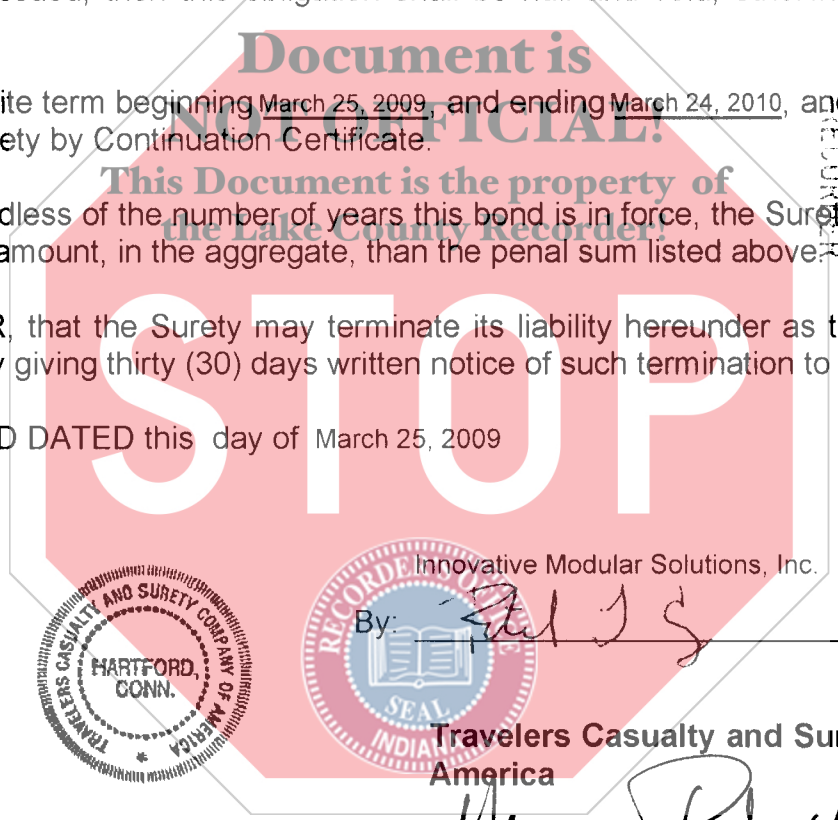 Document is
ite term beginning March 25, 2009, and ending March 24, 2010, and
NOT OFFICIAL!
ety by Continuation Certificate.
This Document is the property of
dless of the number of years this bond is in force, the Surety
the Lake County Recorder!
amount, in the aggregate, than the penal sum listed above.
R, that the Surety may terminate its liability hereunder as t
y giving thirty (30) days written notice of such termination to
STOP
D DATED this day of March 25, 2009
Innovative Modular Solutions, Inc.
By:
TRAVELERS CASUALTY AND SURETY COMPANY OF AMERICA
HARTFORD,
CONN.
RECORDER'S OFFICE
SEAL
INDIANA
Travelers Casualty and Sur
America